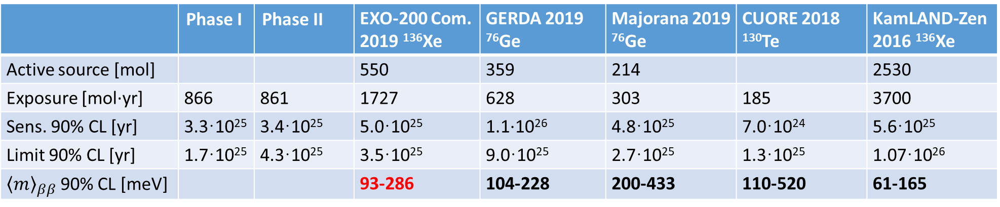 Phase I Phase II EXO-200 Com. 2019 ¹³⁶Xe GERDA 2019 ⁷⁶Ge Majorana 2019 ⁷⁶Ge CUORE 2018 ¹³⁰Te KamLAND-Zen 2016 ¹³⁶Xe
Active source [mol] 550 359 214 2530
Exposure [mol·yr] 866 861 1727 628 303 185 3700
Sens. 90% CL [yr] 3.3·10²⁵ 3.4·10²⁵ 5.0·10²⁵ 1.1·10²⁶ 4.8·10²⁵ 7.0·10²⁴ 5.6·10²⁵
Limit 90% CL [yr] 1.7·10²⁵ 4.3·10²⁵ 3.5·10²⁵ 9.0·10²⁵ 2.7·10²⁵ 1.3·10²⁵ 1.07·10²⁶
⟨𝑚⟩ᵦᵦ 90% CL [meV] 93-286 104-228 200-433 110-520 61-165